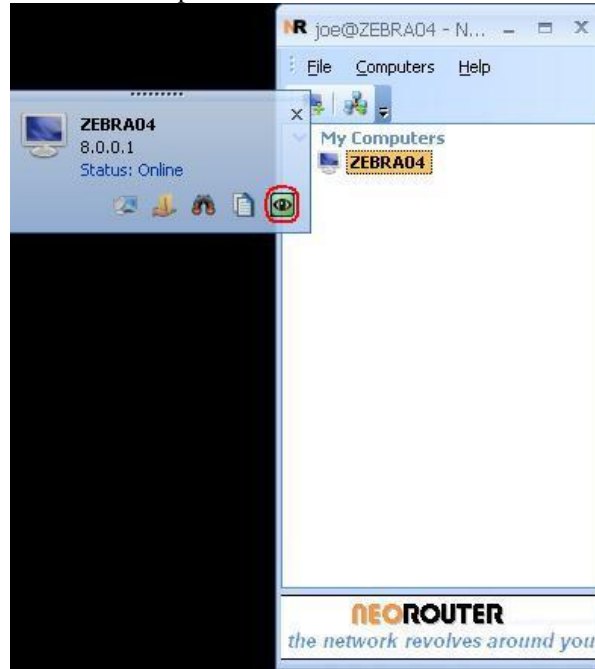 NR joe@ZEBRA04 - N...
File Computers Help
ZEBRA04
8.0.0.1
Status: Online
My Computers
ZEBRA04
NEOROUTER
the network revolves around you